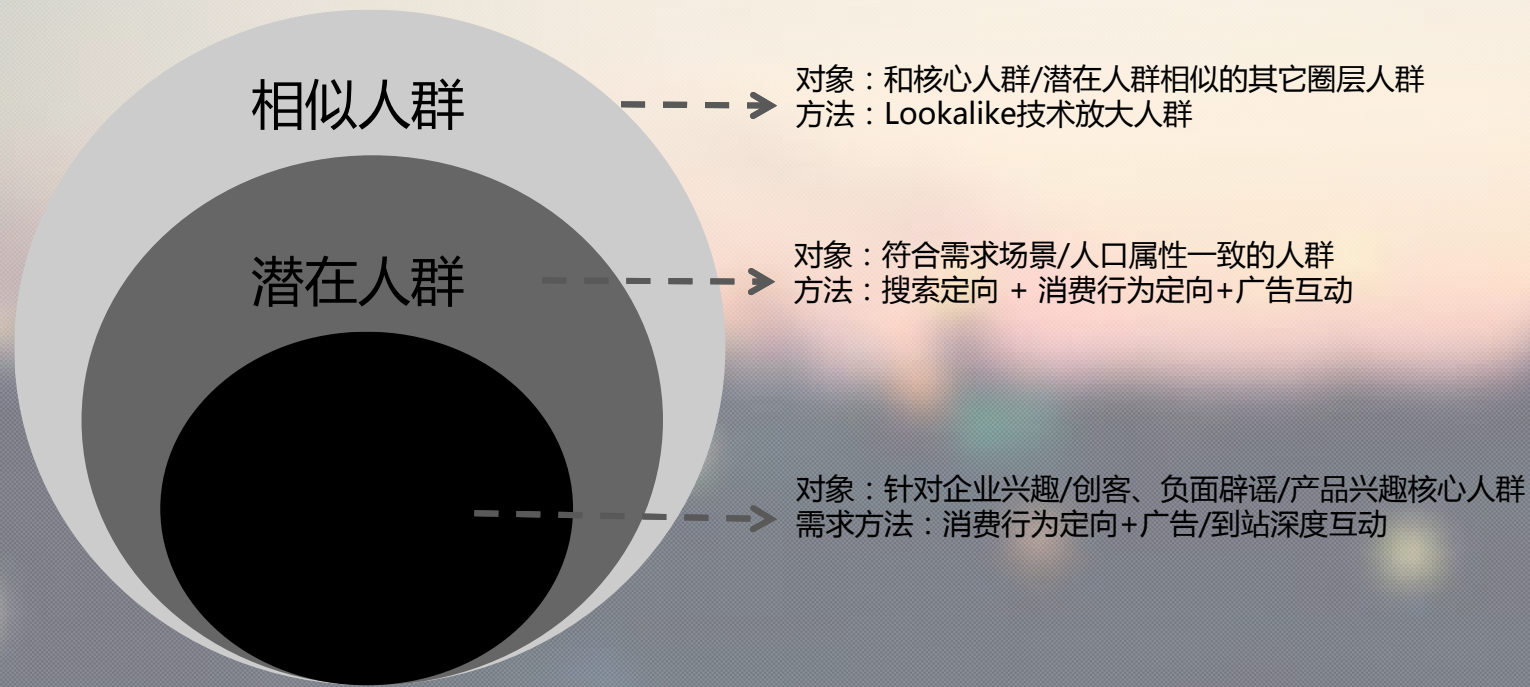 相似人群
对象：和核心人群/潜在人群相似的其它圈层人群
方法：Lookalike技术放大人群
潜在人群
对象：符合需求场景/人口属性一致的人群
方法：搜索定向 + 消费行为定向+广告互动
对象：针对企业兴趣/创客、负面辟谣/产品兴趣核心人群
需求方法：消费行为定向+广告/到站深度互动